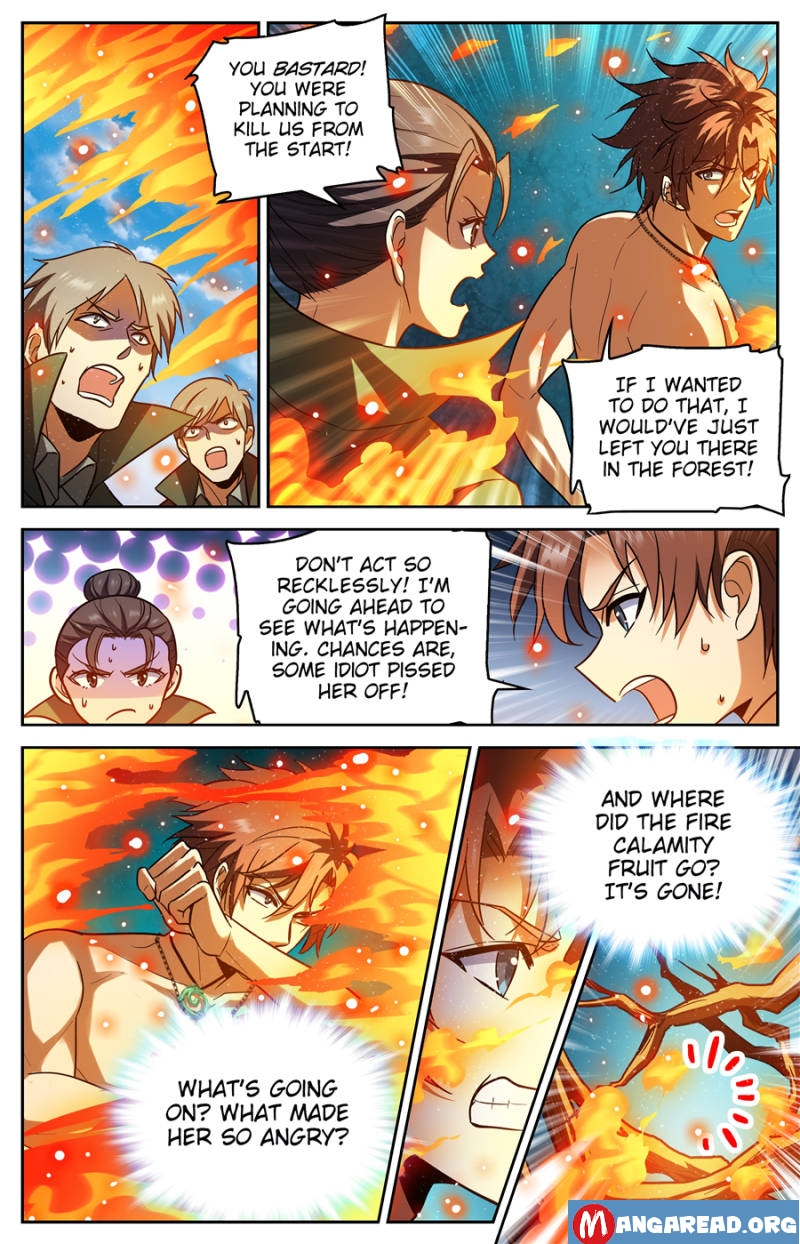 YOU BASTARD!
YOU WERE
PLANNING TO
KILL US FROM
THE START!
IF I WANTED
TO DO THAT, I
WOULD'VE JUST
LEFT YOU THERE
IN THE FOREST!
DON'T ACT SO
RECKLESSLY! I'M
GOING AHEAD TO
SEE WHAT'S HAPPEN-
ING. CHANCES ARE,
SOME IDIOT PISSED
HER OFF!
AND WHERE
DID THE FIRE
CALAMITY
FRUIT GO?
IT'S GONE!
WHAT'S GOING
ON? WHAT MADE
HER SO ANGRY?
MANGAREAD.ORG